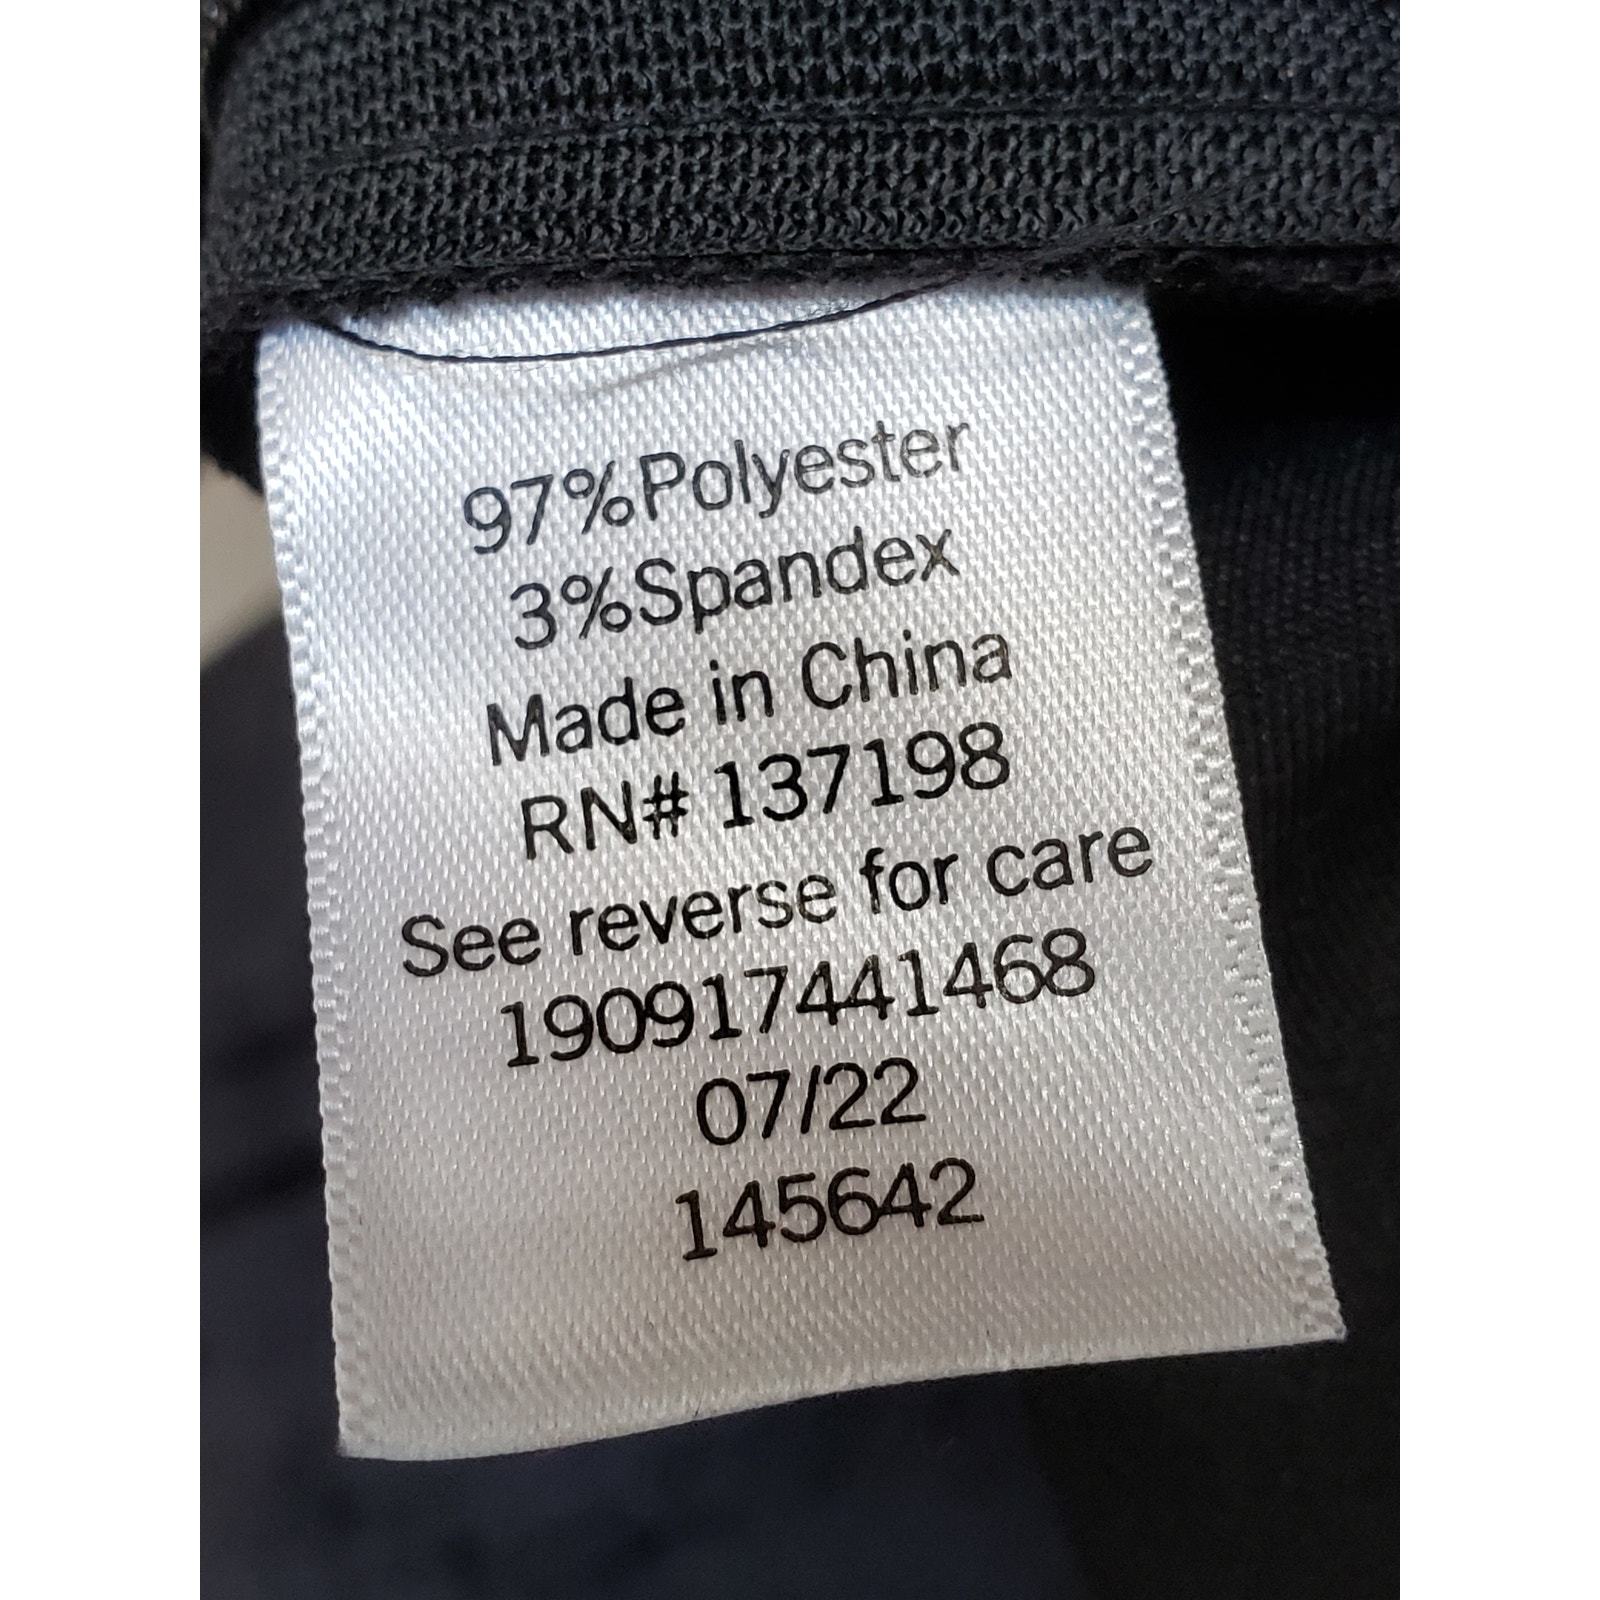 97%Polyester
3%Spandex
Made in China
RN# 137198
See reverse for care
190917441468
07/22
145642